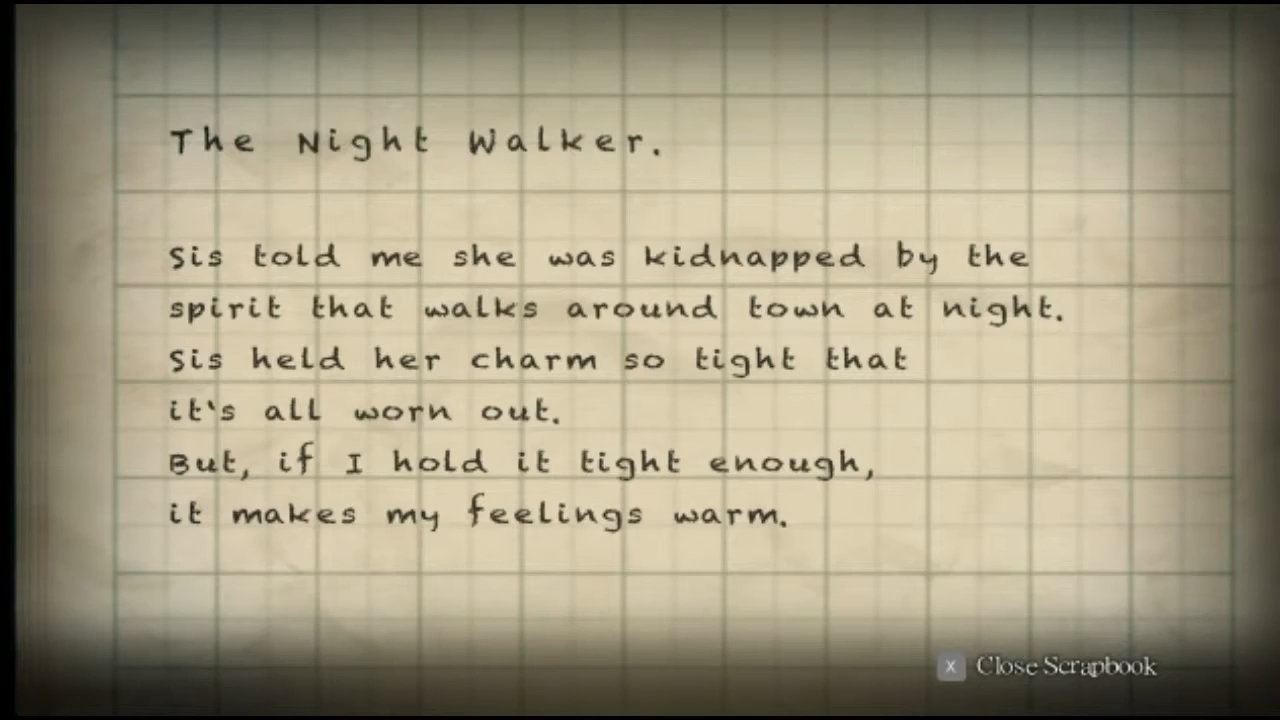 The Night Walker.
Sis told me she was kidnapped by the
spirit that walks around town at night.
Sis held her charm so tight that
it's all worn out.
But, if I hold it tight enough,
it makes my feelings warm.
X Close Scrapbook